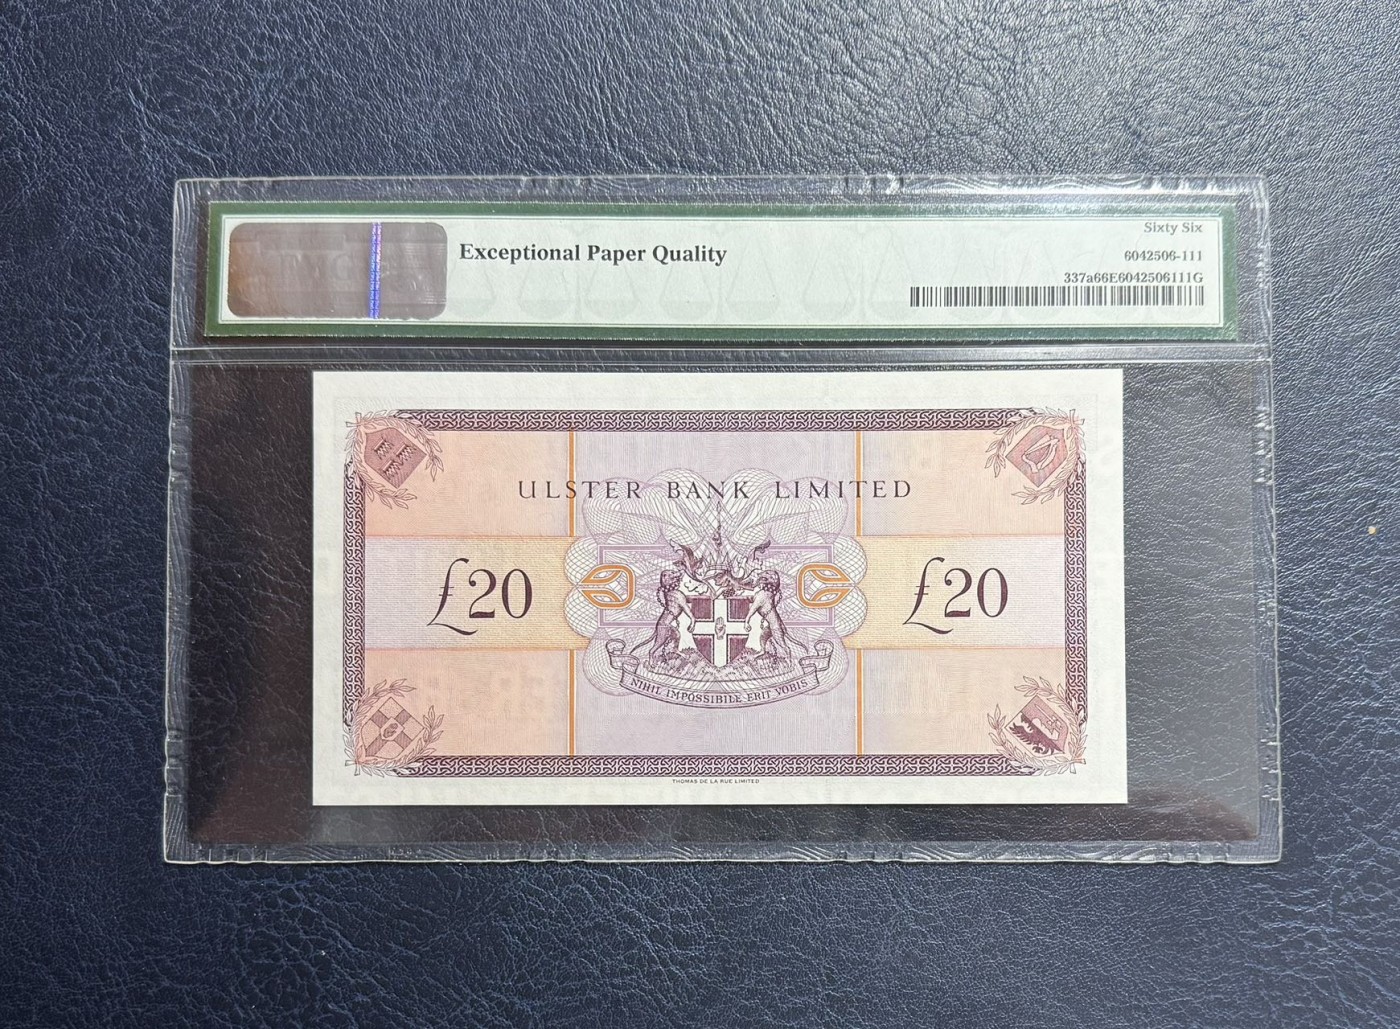 Sixty Six
Exceptional Paper Quality
6042506-111
337a66E6042506111G
ULSTER BANK LIMITED
£20
£20
NIHIL IMPOSSIBILE ERIT VOBIS
THOMAS DE LA RUE LIMITED